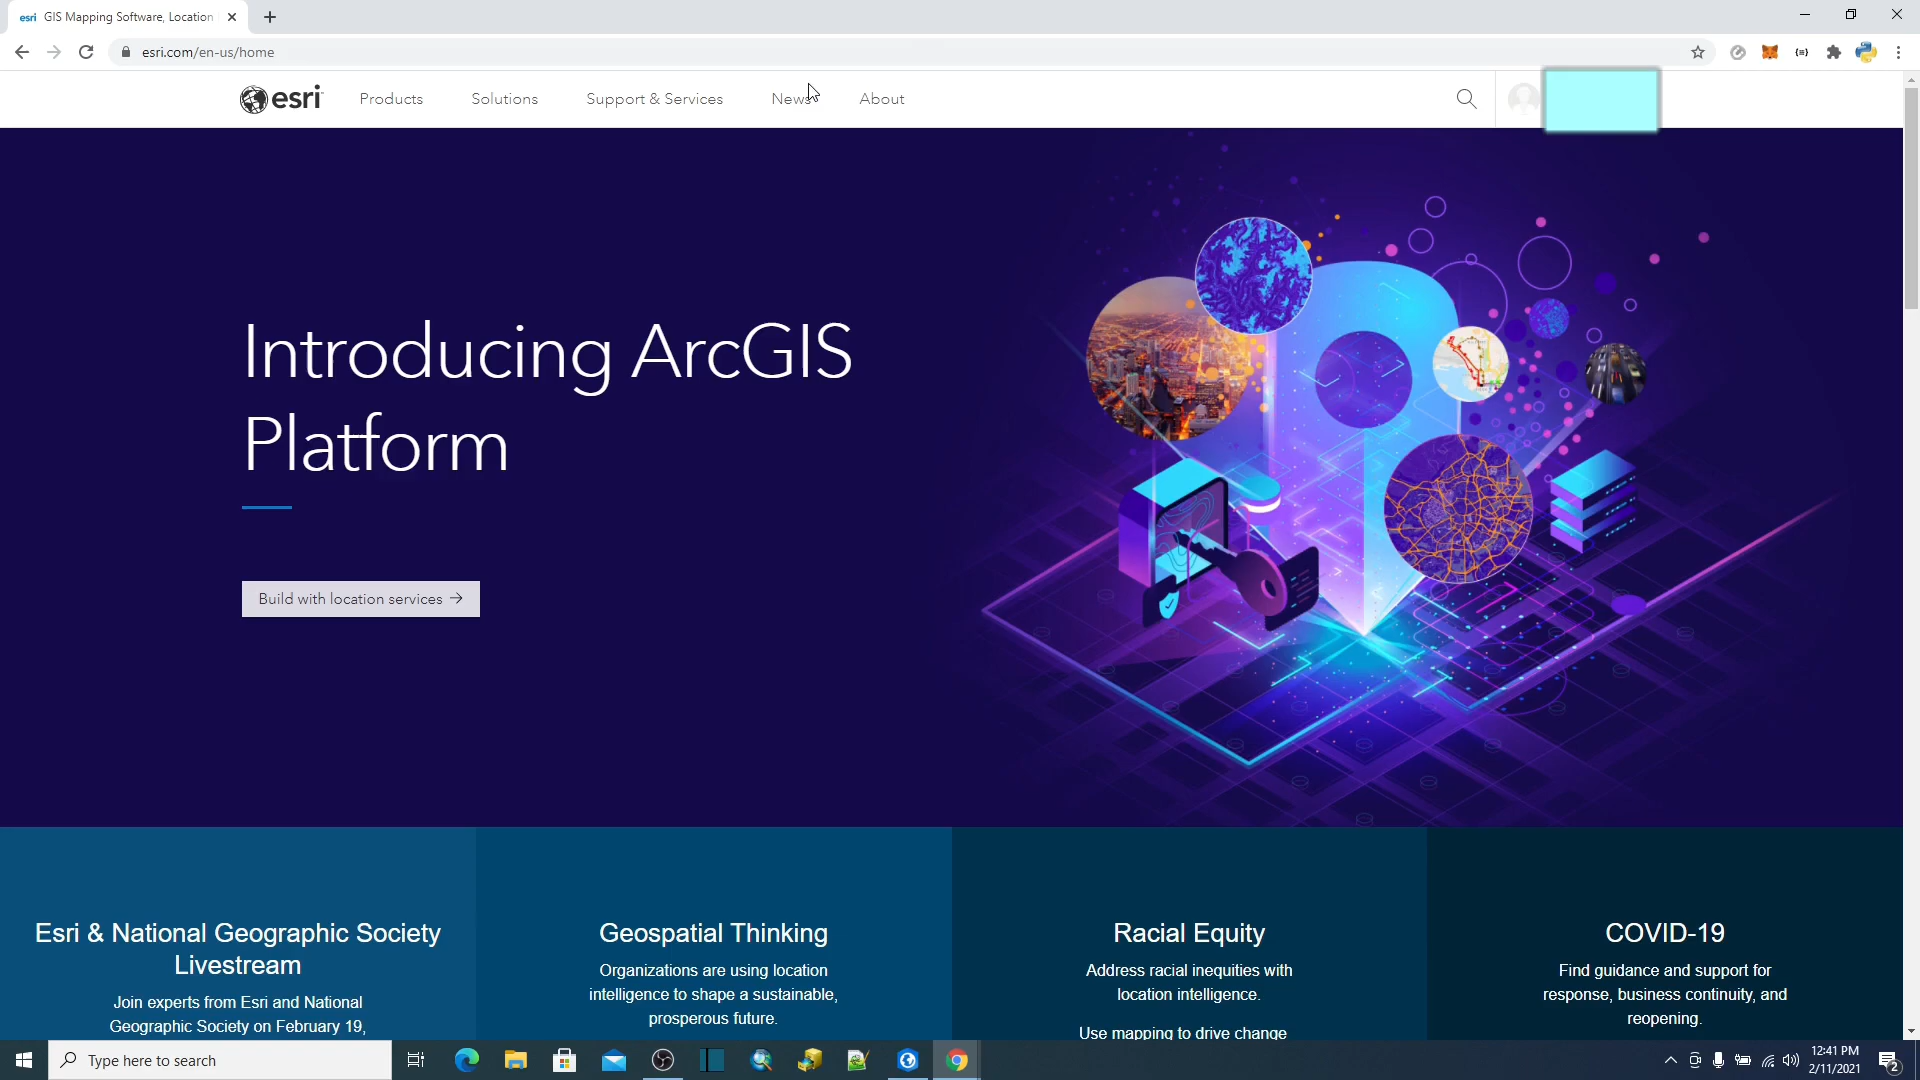 esri GIS Mapping Software, Location
esri.com/en-us/home
esri Products Solutions Support & Services News About
Introducing ArcGIS
Platform
Build with location services →
Esri & National Geographic Society
Livestream
Join experts from Esri and National
Geographic Society on February 19,
Geospatial Thinking
Organizations are using location
intelligence to shape a sustainable,
prosperous future.
Racial Equity
Address racial inequities with
location intelligence.
Use mapping to drive change
COVID-19
Find guidance and support for
response, business continuity, and
reopening.
Type here to search
12:41 PM
2/11/2021
2